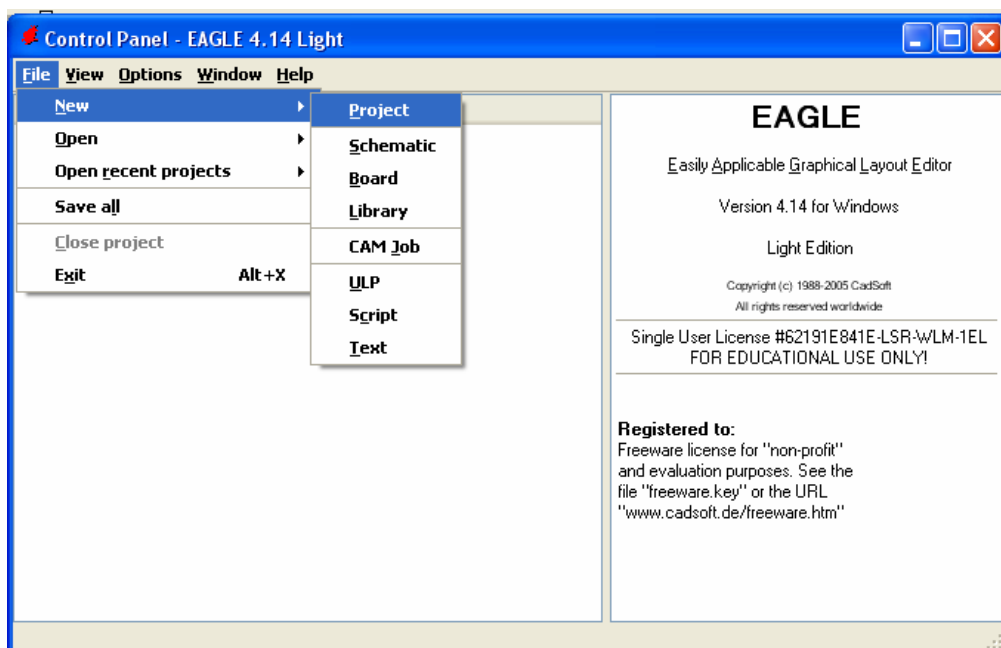 Control Panel - EAGLE 4.14 Light
File View Options Window Help
New
Open
Open recent projects
Save all
Close project
Exit Alt+X
Project
Schematic
Board
Library
CAM Job
ULP
Script
Text
EAGLE
Easily Applicable Graphical Layout Editor
Version 4.14 for Windows
Light Edition
Copyright (c) 1988-2005 CadSoft
All rights reserved worldwide
Single User License #62191E841E-LSR-WLM-1EL
FOR EDUCATIONAL USE ONLY!
Registered to:
Freeware license for "non-profit"
and evaluation purposes. See the
file "freeware.key" or the URL
"www.cadsoft.de/freeware.htm"